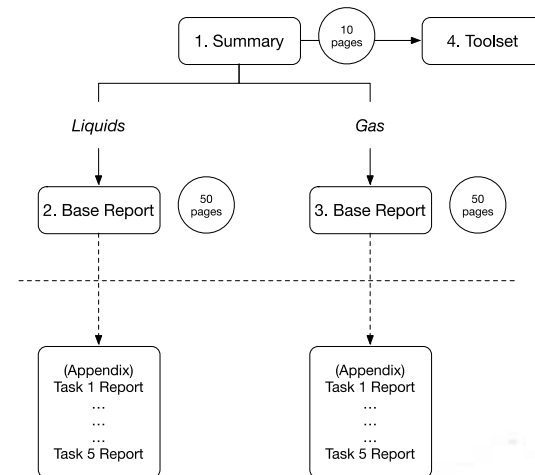 1. Summary
10
pages
4. Toolset
Liquids
Gas
2. Base Report
50
pages
3. Base Report
50
pages
(Appendix)
Task 1 Report
...
...
...
Task 5 Report
(Appendix)
Task 1 Report
...
...
...
Task 5 Report